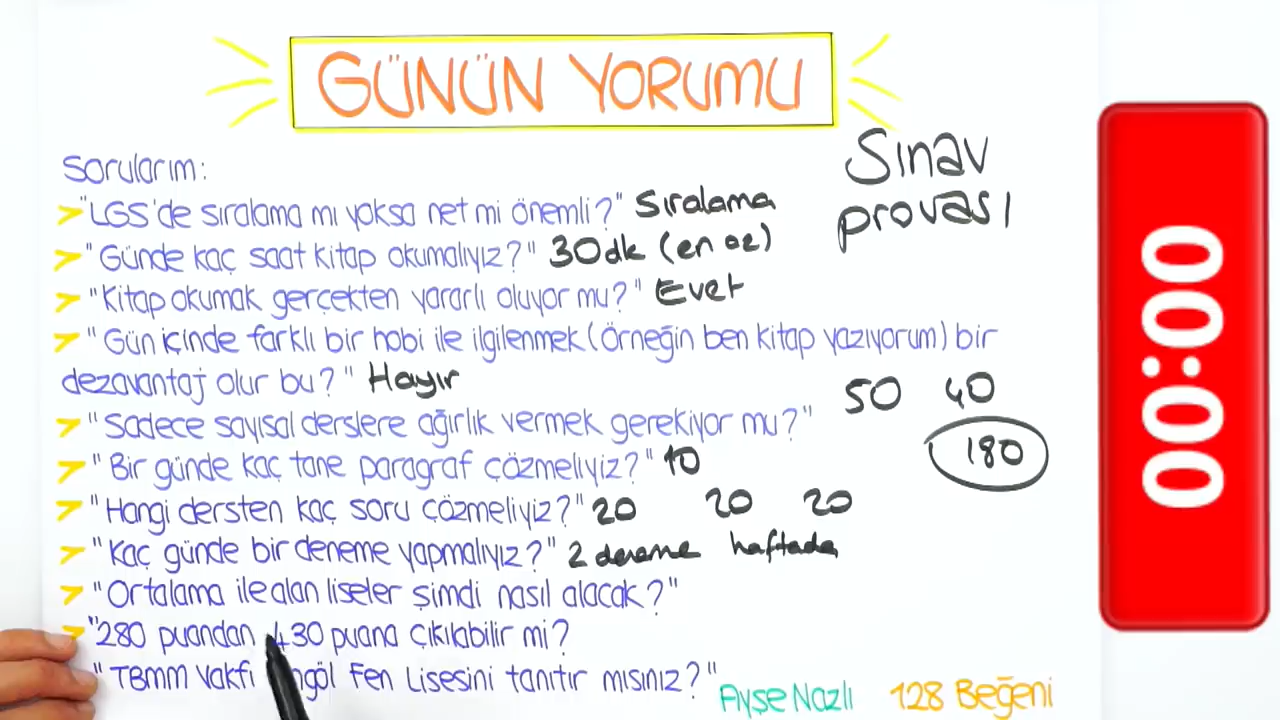 GÜNÜN YORUMU
Sınav
provası
Sorularım:
➤ "LGS'de sıralama mı yoksa net mi önemli?" Sıralama
➤ "Günde kaç saat kitap okumalıyız?" 30dk (en az)
➤ "Kitap okumak gerçekten yararlı oluyor mu?" Evet
➤ "Gün içinde farklı bir hobi ile ilgilenmek (Örneğin ben kitap yazıyorum) bir
dezavantaj olur bu?" Hayır
50 40
➤ "Sadece sayısal derslere ağırlık vermek gerekiyor mu?"
180
➤ "Bir günde kaç tane paragraf çözmeliyiz?" 10
➤ "Hangi dersten kaç soru çözmeliyiz?" 20 20 20
➤ "Kaç günde bir deneme yapmalıyız?" 2 deneme haftada
➤ "Ortalama ile alan liseler şimdi nasıl alacak?"
➤ "280 puandan 430 puana çıkılabilir mi?
"TBMM Vakfı ngöl Fen Lisesini tanıtır mısınız?"
Ayşe Nazlı 128 Beğeni
00:00